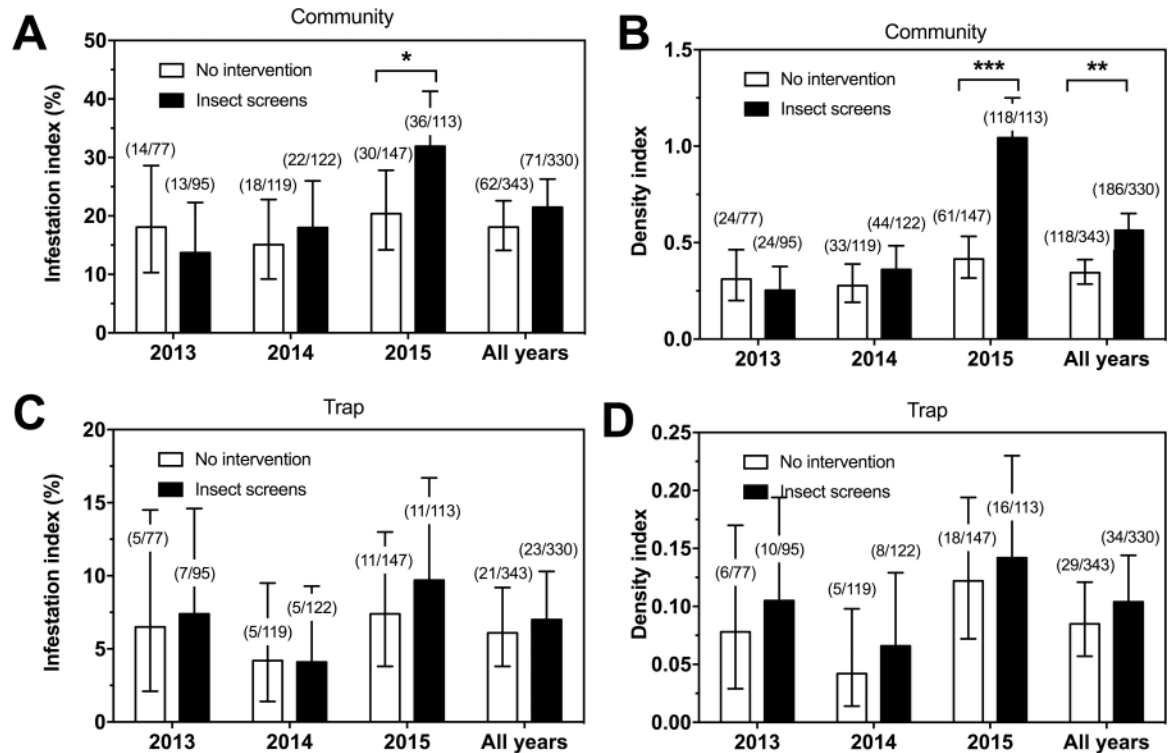 A
Community
Infestation index (%)
50
40
30
20
10
0
No intervention
Insect screens
*
(14/77)
(13/95)
(18/119)
(22/122)
(30/147)
(36/113)
(62/343)
(71/330)
2013
2014
2015
All years
B
Community
Density index
1.5
1.0
0.5
0.0
No intervention
Insect screens
***
**
(24/77)
(24/95)
(33/119)
(44/122)
(61/147)
(118/113)
(118/343)
(186/330)
2013
2014
2015
All years
C
Trap
Infestation index (%)
20
15
10
5
0
No intervention
Insect screens
(5/77)
(7/95)
(5/119)
(5/122)
(11/147)
(11/113)
(21/343)
(23/330)
2013
2014
2015
All years
D
Trap
Density index
0.25
0.20
0.15
0.10
0.05
0.00
No intervention
Insect screens
(6/77)
(10/95)
(5/119)
(8/122)
(18/147)
(16/113)
(29/343)
(34/330)
2013
2014
2015
All years